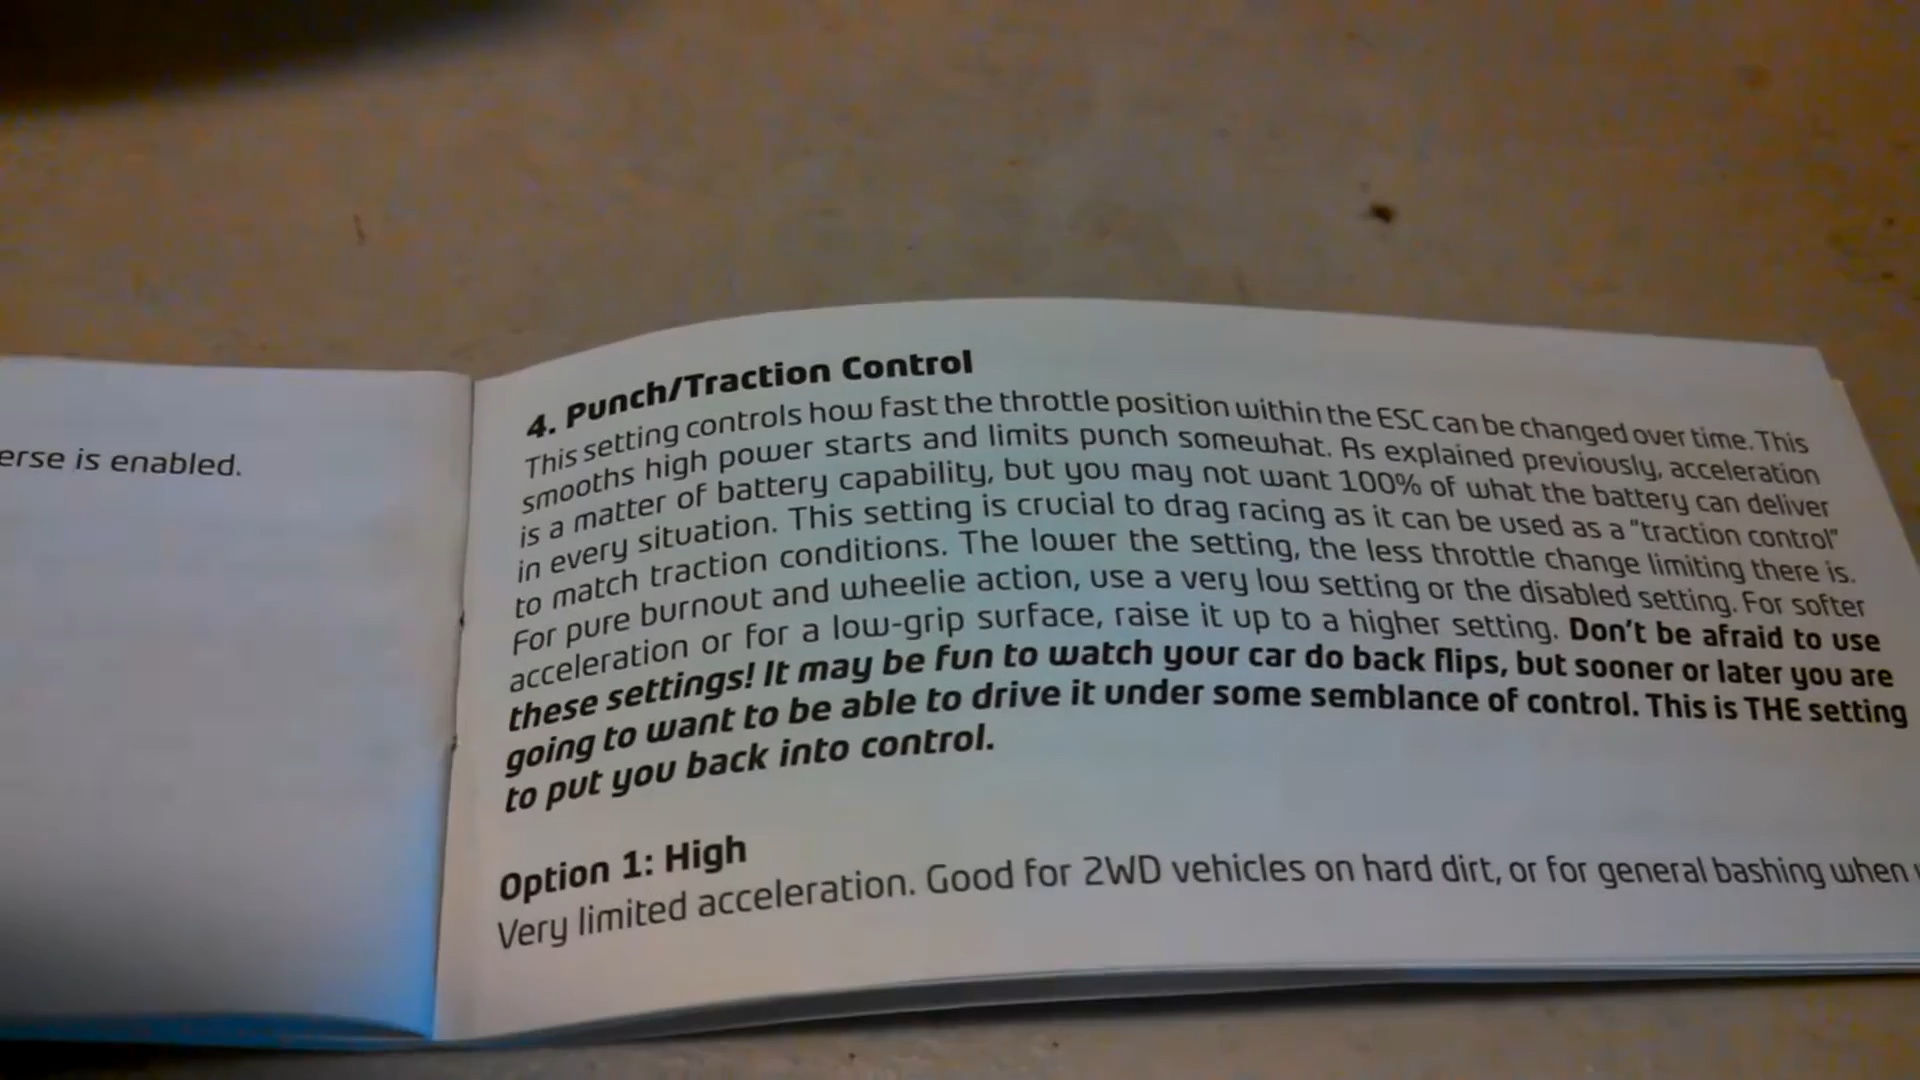 erse is enabled.
4. Punch/Traction Control
This setting controls how fast the throttle position within the ESC can be changed over time. This
smooths high power starts and limits punch somewhat. As explained previously, acceleration
is a matter of battery capability, but you may not want 100% of what the battery can deliver
in every situation. This setting is crucial to drag racing as it can be used as a "traction control"
to match traction conditions. The lower the setting, the less throttle change limiting there is.
For pure burnout and wheelie action, use a very low setting or the disabled setting. For softer
acceleration or for a low-grip surface, raise it up to a higher setting. Don't be afraid to use
these settings! It may be fun to watch your car do back flips, but sooner or later you are
going to want to be able to drive it under some semblance of control. This is THE setting
to put you back into control.
Option 1: High
Very limited acceleration. Good for 2WD vehicles on hard dirt, or for general bashing when